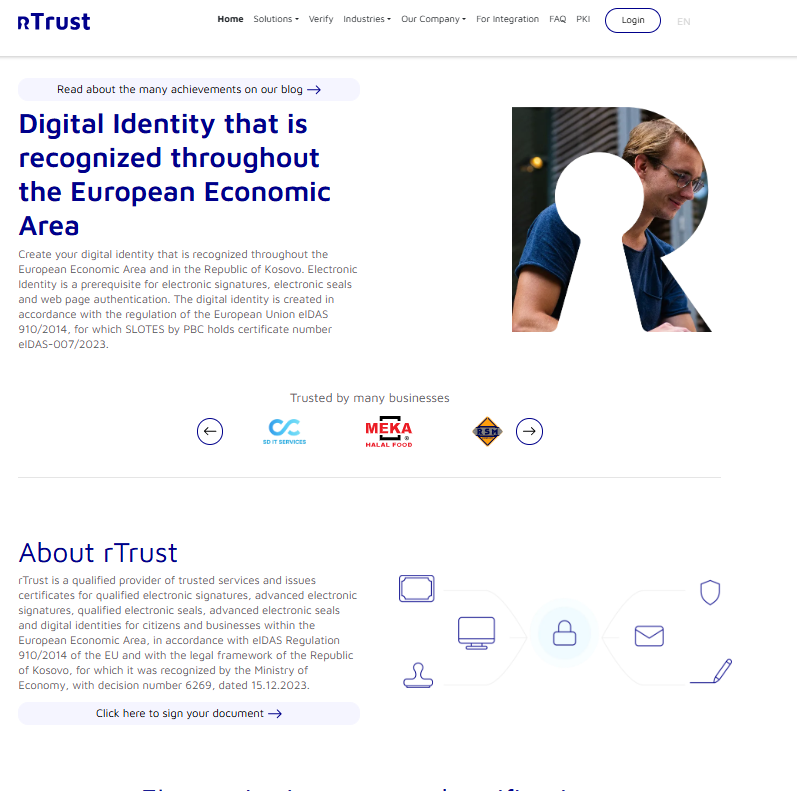 rTrust
Home Solutions Verify Industries Our Company For Integration FAQ PKI Login EN
Read about the many achievements on our blog
Digital Identity that is
recognized throughout
the European Economic
Area
Create your digital identity that is recognized throughout the
European Economic Area and in the Republic of Kosovo. Electronic
Identity is a prerequisite for electronic signatures, electronic seals
and web page authentication. The digital identity is created in
accordance with the regulation of the European Union eIDAS
910/2014, for which SLOTES by PBC holds certificate number
eIDAS-007/2023.
Trusted by many businesses
SD IT SERVICES
MEKA
HALAL FOOD
RSM
About rTrust
rTrust is a qualified provider of trusted services and issues
certificates for qualified electronic signatures, advanced electronic
signatures, qualified electronic seals, advanced electronic seals
and digital identities for citizens and businesses within the
European Economic Area, in accordance with eIDAS Regulation
910/2014 of the EU and with the legal framework of the Republic
of Kosovo, for which it was recognized by the Ministry of
Economy, with decision number 6269, dated 15.12.2023.
Click here to sign your document